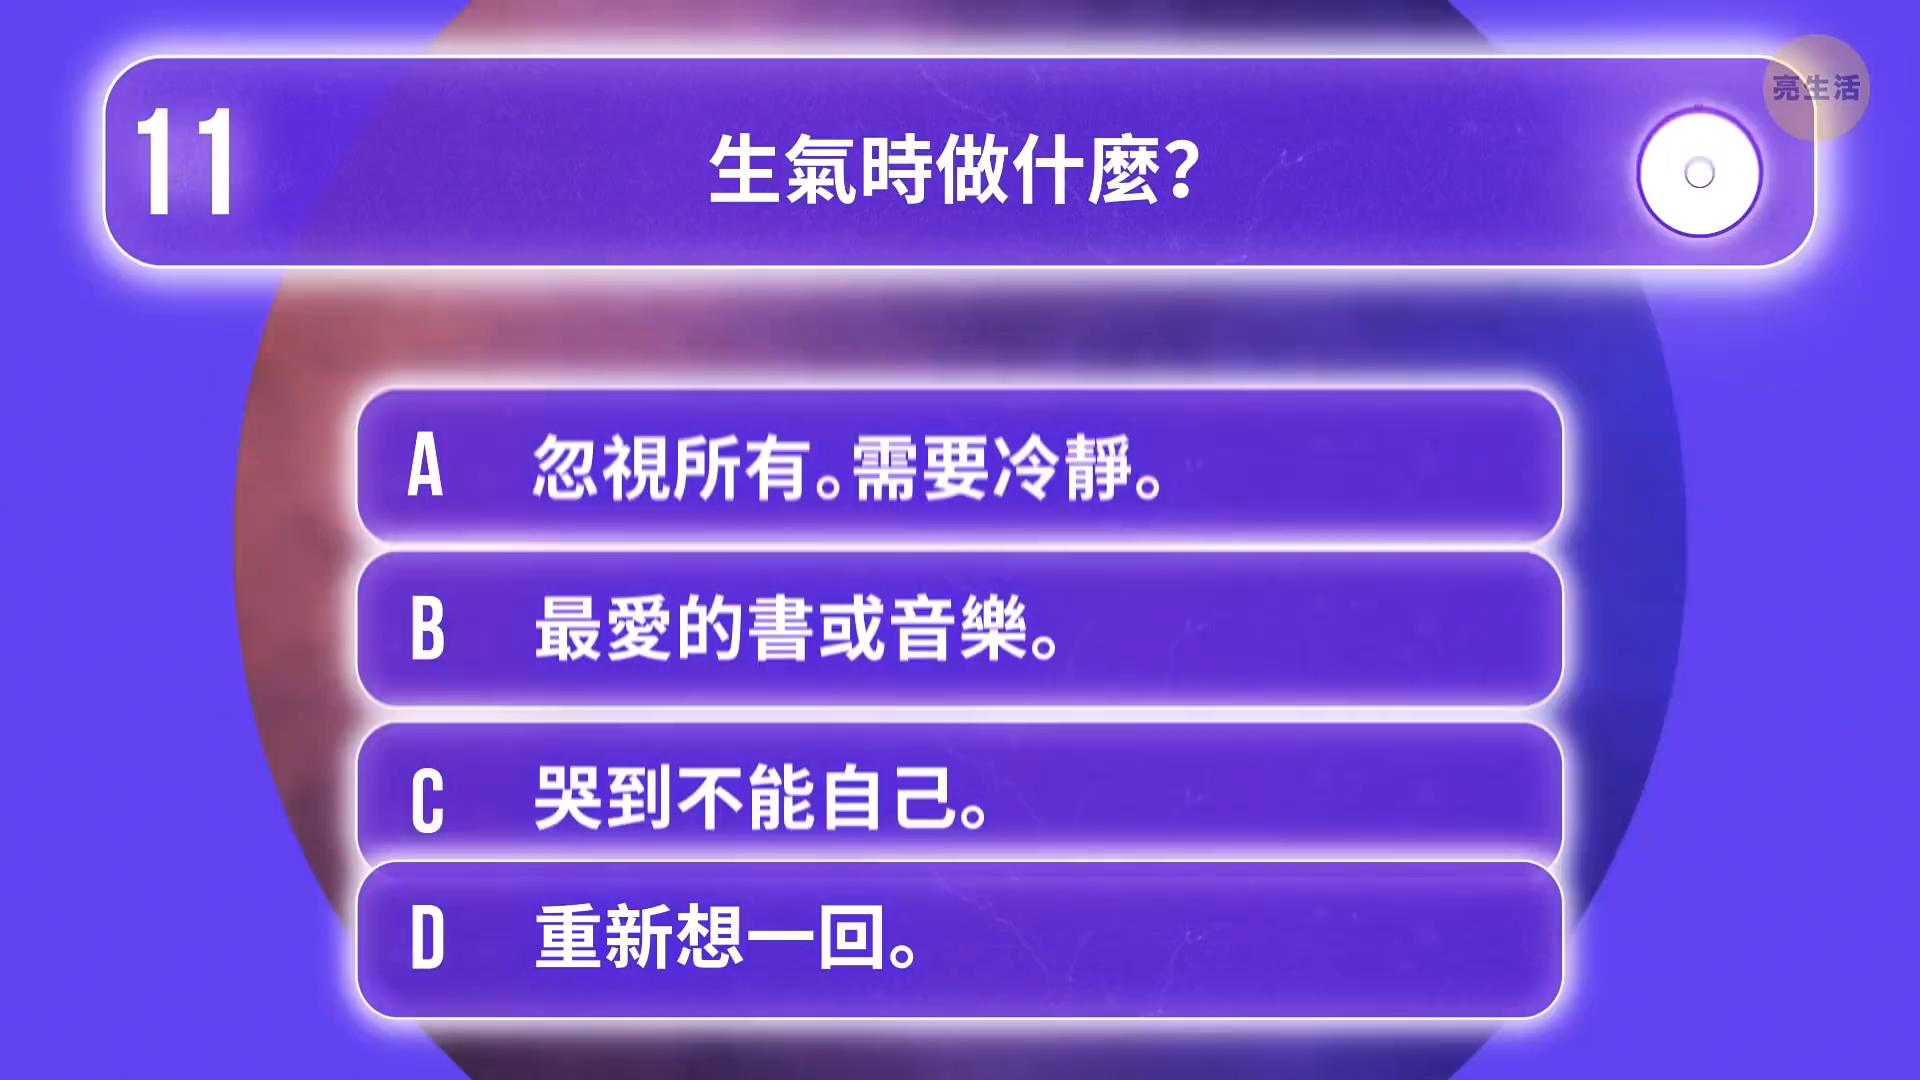 亮生活
11
生氣時做什麼？
A 忽視所有。需要冷靜。
B 最愛的書或音樂。
C 哭到不能自己。
D 重新想一回。